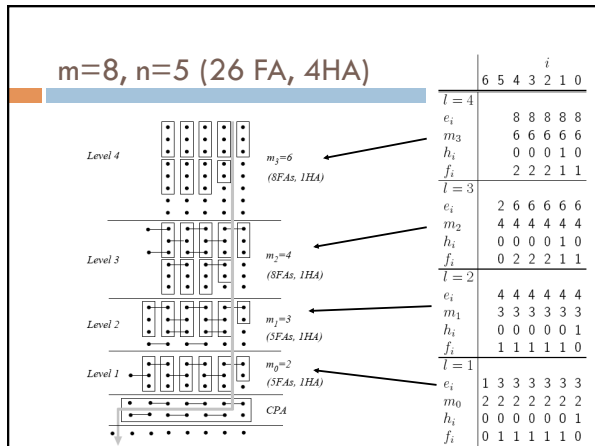 m=8, n=5 (26 FA, 4HA)
Level 4
m3=6
(8FAs, 1HA)
Level 3
m2=4
(8FAs, 1HA)
Level 2
m1=3
(5FAs, 1HA)
Level 1
m0=2
(5FAs, 1HA)
CPA
i
6 5 4 3 2 1 0
l = 4
ei 8 8 8 8 8
m3 6 6 6 6 6
hi 0 0 0 1 0
fi 2 2 2 1 1
l = 3
ei 2 6 6 6 6 6
m2 4 4 4 4 4 4
hi 0 0 0 0 1 0
fi 0 2 2 2 1 1
l = 2
ei 4 4 4 4 4 4
m1 3 3 3 3 3 3
hi 0 0 0 0 0 1
fi 1 1 1 1 1 0
l = 1
ei 1 3 3 3 3 3 3
m0 2 2 2 2 2 2 2
hi 0 0 0 0 0 0 1
fi 0 1 1 1 1 1 0